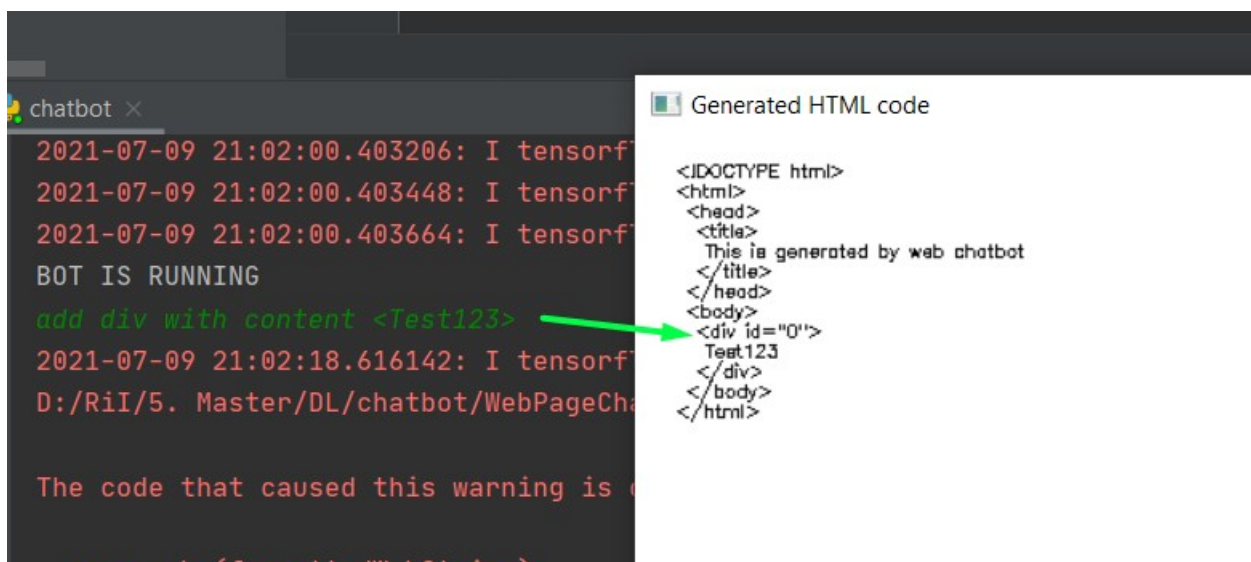 chatbot
2021-07-09 21:02:00.403206: I tensorf
2021-07-09 21:02:00.403448: I tensorf
2021-07-09 21:02:00.403664: I tensorf
BOT IS RUNNING
add div with content <Test123>
2021-07-09 21:02:18.616142: I tensorf
D:/RiI/5. Master/DL/chatbot/WebPageCha
The code that caused this warning is
Generated HTML code
<!DOCTYPE html>
<html>
<head>
<title>
This is generated by web chatbot
</title>
</head>
<body>
<div id="0">
Test123
</div>
</body>
</html>